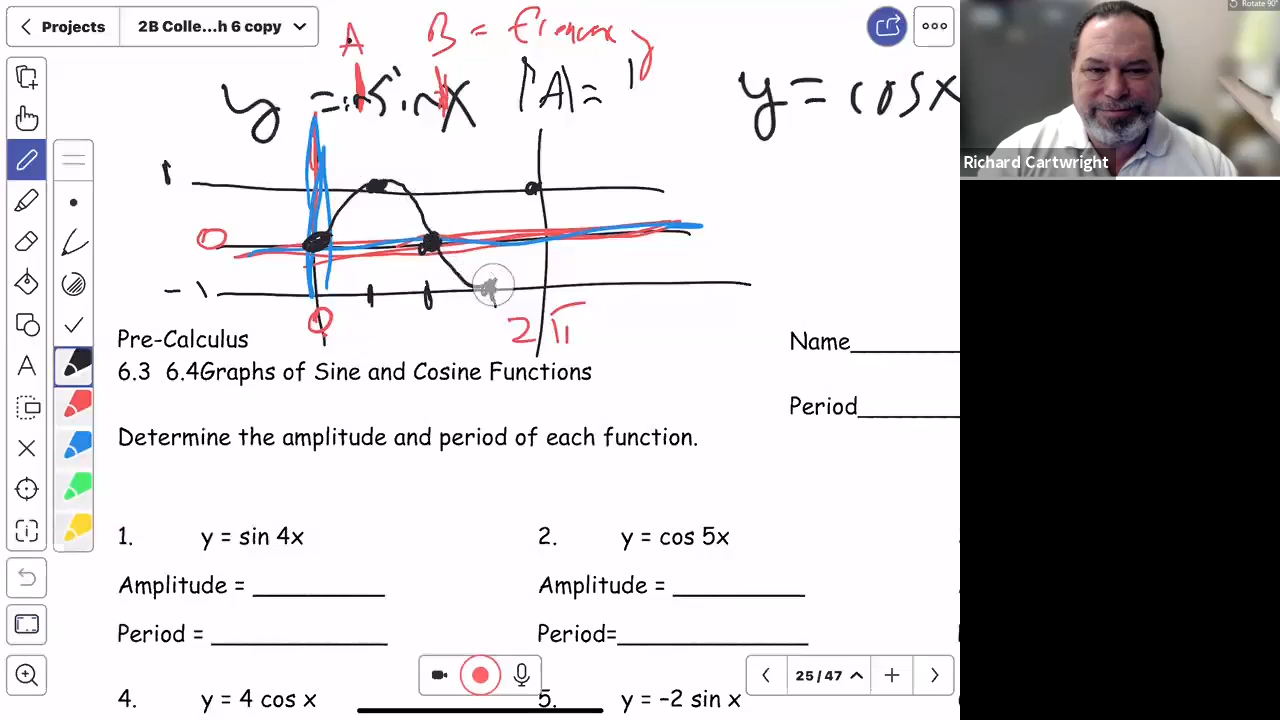 Projects
2B Colle...h 6 copy
Rotate 90°
A
B =
y = sin x
|A| = 1
y = cos x
Richard Cartwright
1
0
-1
0
2π
Pre-Calculus
6.3 6.4Graphs of Sine and Cosine Functions
Name
Period
Determine the amplitude and period of each function.
1. y = sin 4x
2. y = cos 5x
Amplitude =
Amplitude =
Period =
Period=
25/47
4. y = 4 cos x
5. y = -2 sin x